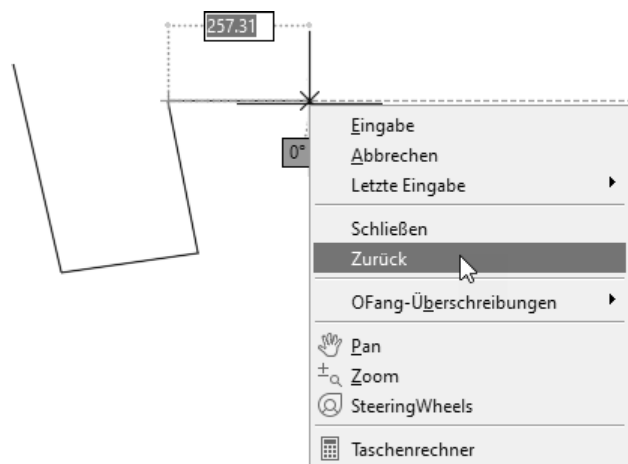 257.31
0°
Eingabe
Abbrechen
Letzte Eingabe
Schließen
Zurück
OFang-Überschreibungen
Pan
Zoom
SteeringWheels
Taschenrechner